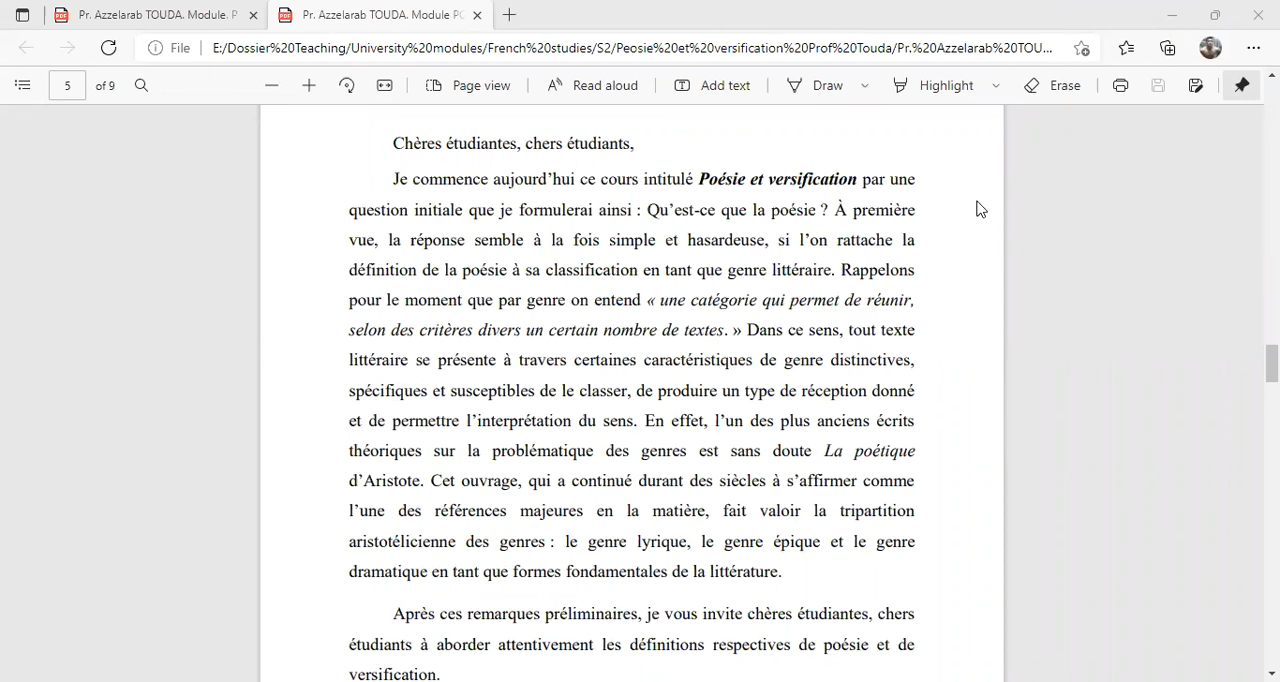 Pr. Azzelarab TOUDA. Module. P
Pr. Azzelarab TOUDA. Module PO
File
E:/Dossier%20Teaching/University%20modules/French%20studies/S2/Peosie%20et%20versification%20Prof%20Touda/Pr.%20Azzelarab%20TOU...
5
of 9
Page view
Read aloud
Add text
Draw
Highlight
Erase
Chères étudiantes, chers étudiants,
Je commence aujourd’hui ce cours intitulé Poésie et versification par une
question initiale que je formulerai ainsi : Qu’est-ce que la poésie ? À première
vue, la réponse semble à la fois simple et hasardeuse, si l’on rattache la
définition de la poésie à sa classification en tant que genre littéraire. Rappelons
pour le moment que par genre on entend « une catégorie qui permet de réunir,
selon des critères divers un certain nombre de textes. » Dans ce sens, tout texte
littéraire se présente à travers certaines caractéristiques de genre distinctives,
spécifiques et susceptibles de le classer, de produire un type de réception donné
et de permettre l’interprétation du sens. En effet, l’un des plus anciens écrits
théoriques sur la problématique des genres est sans doute La poétique
d’Aristote. Cet ouvrage, qui a continué durant des siècles à s’affirmer comme
l’une des références majeures en la matière, fait valoir la tripartition
aristotélicienne des genres : le genre lyrique, le genre épique et le genre
dramatique en tant que formes fondamentales de la littérature.
Après ces remarques préliminaires, je vous invite chères étudiantes, chers
étudiants à aborder attentivement les définitions respectives de poésie et de
versification.